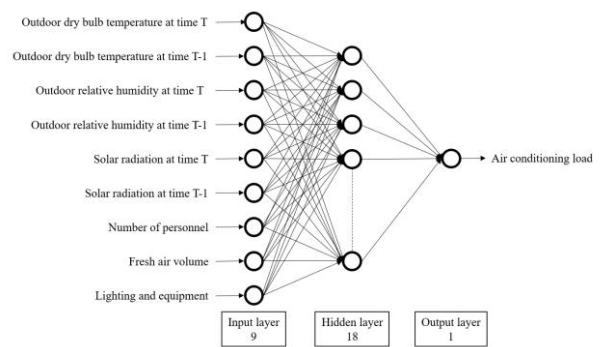 Outdoor dry bulb temperature at time T
Outdoor dry bulb temperature at time T-1
Outdoor relative humidity at time T
Outdoor relative humidity at time T-1
Solar radiation at time T
Solar radiation at time T-1
Number of personnel
Fresh air volume
Lighting and equipment
Air conditioning load
Input layer
9
Hidden layer
18
Output layer
1